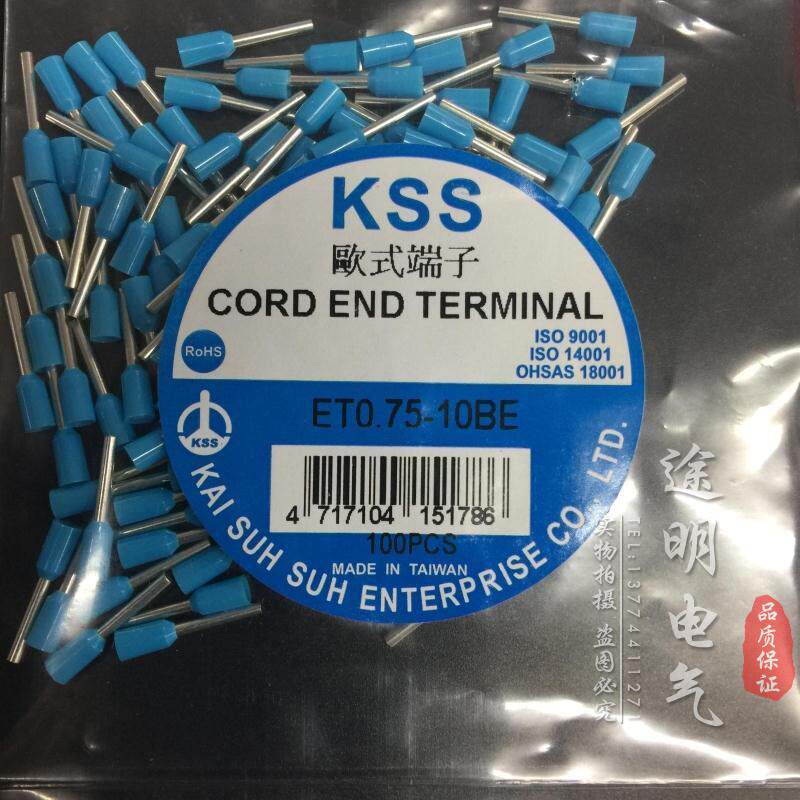 KSS
歐式端子
CORD END TERMINAL
RoHS
ISO 9001
ISO 14001
OHSAS 18001
KSS
ET0.75-10BE
4 717104 151786
100PCS
MADE IN TAIWAN
KAI SUH SUH ENTERPRISE CO. LTD.
途明电气
TEL:13774411271
实物拍摄 盗图必究
品质保证